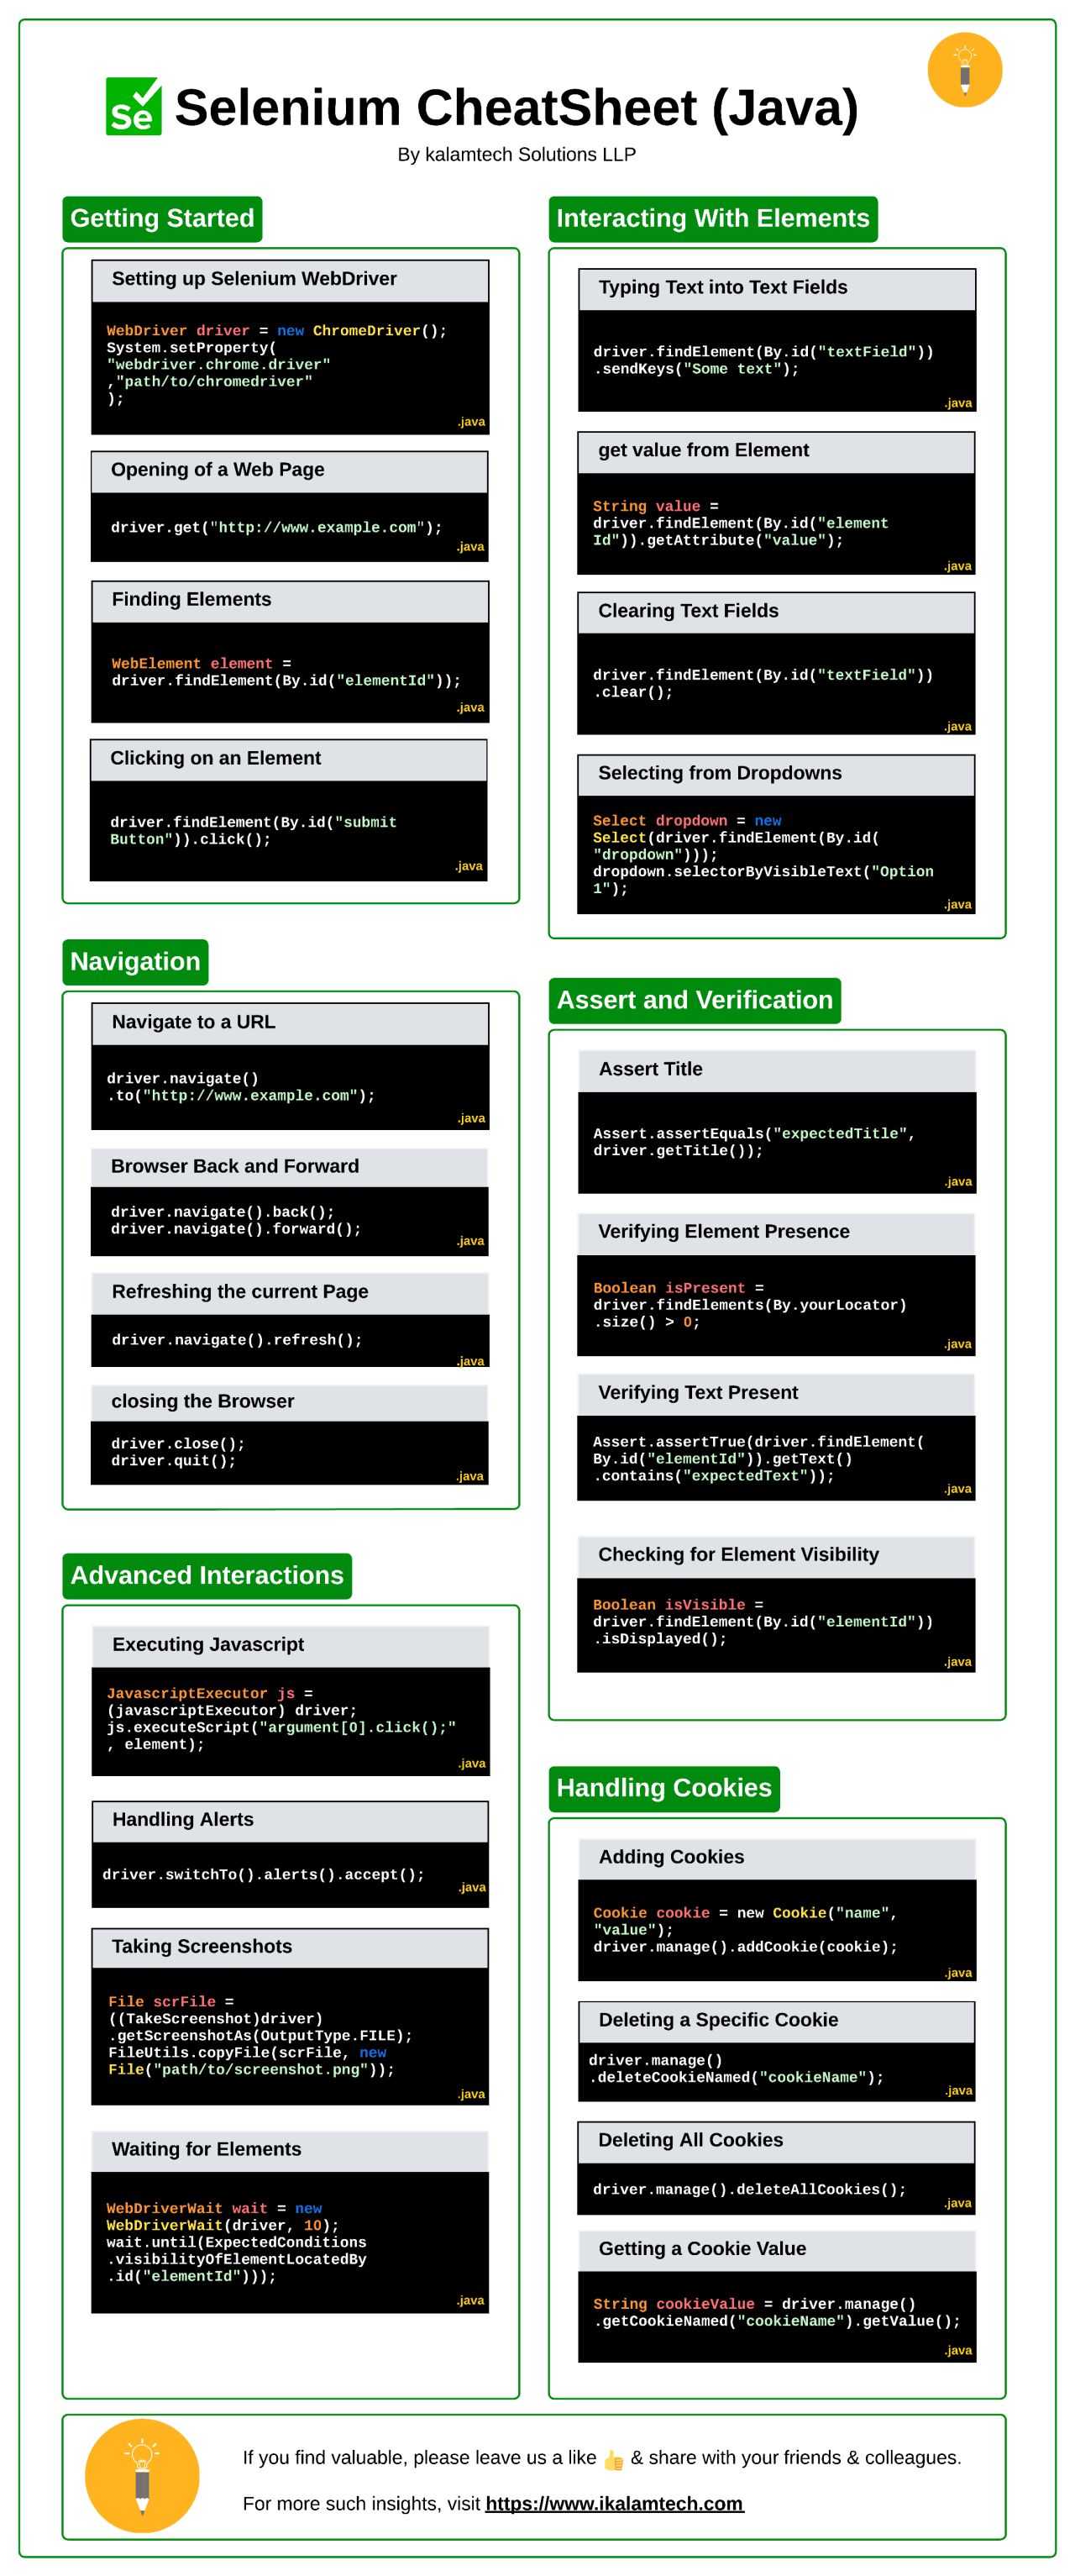 Se
Selenium CheatSheet (Java)
By kalamtech Solutions LLP
Getting Started
Setting up Selenium WebDriver
WebDriver driver = new ChromeDriver();
System.setProperty(
"webdriver.chrome.driver"
,"path/to/chromedriver"
);
.java
Opening of a Web Page
driver.get("http://www.example.com");
.java
Finding Elements
WebElement element =
driver.findElement(By.id("elementId"));
.java
Clicking on an Element
driver.findElement(By.id("submit
Button")).click();
.java
Navigation
Navigate to a URL
driver.navigate()
.to("http://www.example.com");
.java
Browser Back and Forward
driver.navigate().back();
driver.navigate().forward();
.java
Refreshing the current Page
driver.navigate().refresh();
.java
closing the Browser
driver.close();
driver.quit();
.java
Advanced Interactions
Executing Javascript
JavascriptExecutor js =
(javascriptExecutor) driver;
js.executeScript("argument[0].click();"
, element);
.java
Handling Alerts
driver.switchTo().alerts().accept();
.java
Taking Screenshots
File scrFile =
((TakeScreenshot)driver)
.getScreenshotAs(OutputType.FILE);
FileUtils.copyFile(scrFile, new
File("path/to/screenshot.png"));
.java
Waiting for Elements
WebDriverWait wait = new
WebDriverWait(driver, 10);
wait.until(ExpectedConditions
.visibilityOfElementLocatedBy
.id("elementId")));
.java
Interacting With Elements
Typing Text into Text Fields
driver.findElement(By.id("textField"))
.sendKeys("Some text");
.java
get value from Element
String value =
driver.findElement(By.id("element
Id")).getAttribute("value");
.java
Clearing Text Fields
driver.findElement(By.id("textField"))
.clear();
.java
Selecting from Dropdowns
Select dropdown = new
Select(driver.findElement(By.id(
"dropdown")));
dropdown.selectorByVisibleText("Option
1");
.java
Assert and Verification
Assert Title
Assert.assertEquals("expectedTitle",
driver.getTitle());
.java
Verifying Element Presence
Boolean isPresent =
driver.findElements(By.yourLocator)
.size() > 0;
.java
Verifying Text Present
Assert.assertTrue(driver.findElement(
By.id("elementId")).getText()
.contains("expectedText"));
.java
Checking for Element Visibility
Boolean isVisible =
driver.findElement(By.id("elementId"))
.isDisplayed();
.java
Handling Cookies
Adding Cookies
Cookie cookie = new Cookie("name",
"value");
driver.manage().addCookie(cookie);
.java
Deleting a Specific Cookie
driver.manage()
.deleteCookieNamed("cookieName");
.java
Deleting All Cookies
driver.manage().deleteAllCookies();
.java
Getting a Cookie Value
String cookieValue = driver.manage()
.getCookieNamed("cookieName").getValue();
.java
If you find valuable, please leave us a like 👍 & share with your friends & colleagues.
For more such insights, visit https://www.ikalamtech.com